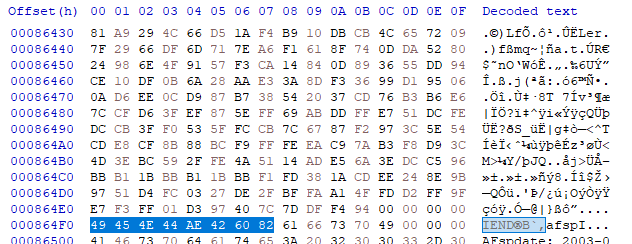 Offset(h) 00 01 02 03 04 05 06 07 08 09 0A 0B 0C 0D 0E 0F Decoded text
00086430 81 A9 29 4C 66 D5 1A F4 B9 10 DB CB 4C 65 72 09 .©)LfÕ.ô¹.ÛËLer.
00086440 7F 29 66 DF 6D 71 7E A6 F1 61 8F 74 0D DA 52 80 .)fßmq~¦ña.t.ÚR€
00086450 24 98 6E 4F 91 57 F3 CA 14 84 0D 89 36 55 DD 94 $˜nO‘WóÊ.„.‰6UÝ”
00086460 CE 10 DF 0B 6A 28 AA E3 3A 8D F3 36 99 D1 95 06 Î.ß.j(ªã:.ó6™Ñ•.
00086470 0A D6 EE 0C D9 87 B7 38 54 20 37 CD 76 B3 B6 E6 .Öî.Ù‡·8T 7Ív³¶æ
00086480 7C CF D6 3F EF 87 5E FF 69 AB DD FF E7 51 DC FE |ÏÖ?ï‡^ÿi«ÝÿçQÜþ
00086490 DC CB 3F F0 53 5F FC CB 7C 67 87 F2 97 3C 5E 54 ÜË?ðS_üË|g‡ò—<^T
000864A0 CD E8 CF 8B 88 BC F9 FF FE EA C9 7A B3 F8 D9 3C Íèϋˆ¼ùÿþêÉz³øÙ<
000864B0 4D 3E BC 59 2F FE 4A 51 14 AD E5 6A 3E DC C5 96 M>¼Y/þJQ..åj>ÜÅ–
000864C0 BB B1 1B BB B1 1B BB F1 FD 38 1A CD EE 24 8E 9B »±.»±.»ñý8.Íî$Ž›
000864D0 97 51 D4 FC 03 27 DE 2F BF FA A1 4F FD D2 FF 9F —QÔü.'Þ/¿ú¡OýÒÿŸ
000864E0 E7 F3 FF 01 D3 97 40 7C 7D DF F4 94 00 00 00 00 çóÿ.Ó—@|}ßô”....
000864F0 49 45 4E 44 AE 42 60 82 61 66 73 70 49 00 00 00 IEND®B`‚afspI...
00086500 41 46 73 70 64 61 74 65 3A 20 32 30 30 33 2D 30 AFspdate: 2003-0